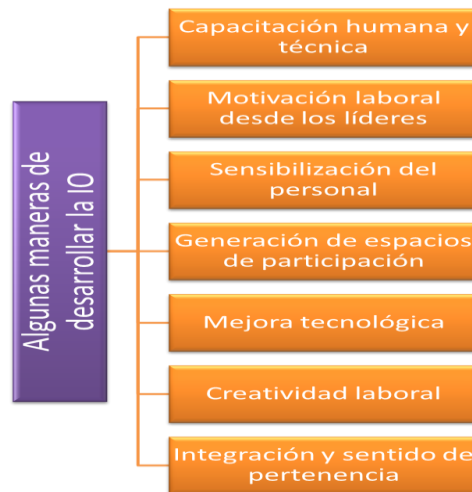 Algunas maneras de
desarrollar la IO
Capacitación humana y
técnica
Motivación laboral
desde los líderes
Sensibilización del
personal
Generación de espacios
de participación
Mejora tecnológica
Creatividad laboral
Integración y sentido de
pertenencia